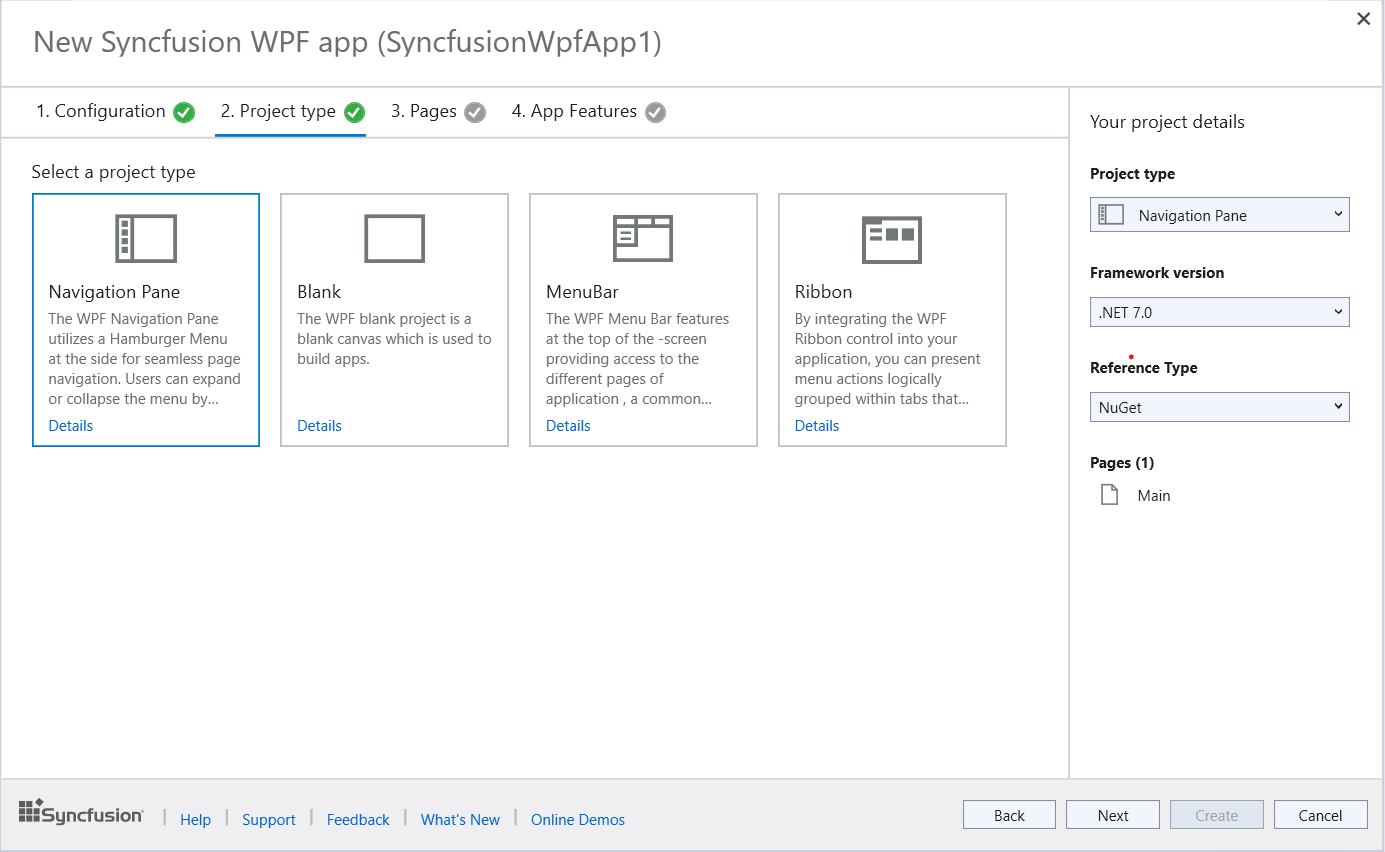 New Syncfusion WPF app (SyncfusionWpfApp1)
1. Configuration
2. Project type
3. Pages
4. App Features
Select a project type
Navigation Pane
The WPF Navigation Pane
utilizes a Hamburger Menu
at the side for seamless page
navigation. Users can expand
or collapse the menu by...
Details
Blank
The WPF blank project is a
blank canvas which is used to
build apps.
Details
MenuBar
The WPF Menu Bar features
at the top of the -screen
providing access to the
different pages of
application , a common...
Details
Ribbon
By integrating the WPF
Ribbon control into your
application, you can present
menu actions logically
grouped within tabs that...
Details
Your project details
Project type
Navigation Pane
Framework version
.NET 7.0
Reference Type
NuGet
Pages (1)
Main
Syncfusion
Help
Support
Feedback
What's New
Online Demos
Back
Next
Create
Cancel